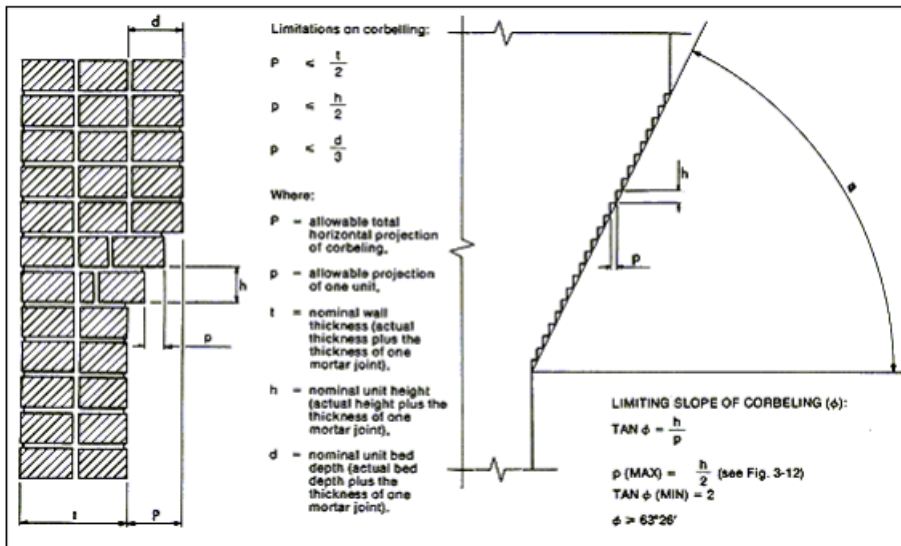 d
Limitations on corbelling:
P ≤ t/2
p ≤ h/2
p ≤ d/3
Where:
P = allowable total
horizontal projection
of corbeling.
p = allowable projection
of one unit.
t = nominal wall
thickness (actual
thickness plus the
thickness of one
mortar joint).
h = nominal unit height
(actual height plus the
thickness of one
mortar joint).
d = nominal unit bed
depth (actual bed
depth plus the
thickness of one
mortar joint).
h
p
t
P
h
p
ø
LIMITING SLOPE OF CORBELING (ϕ):
TAN ϕ = h/p
p (MAX) = h/2 (see Fig. 3-12)
TAN ϕ (MIN) = 2
ϕ ≥ 63°26'